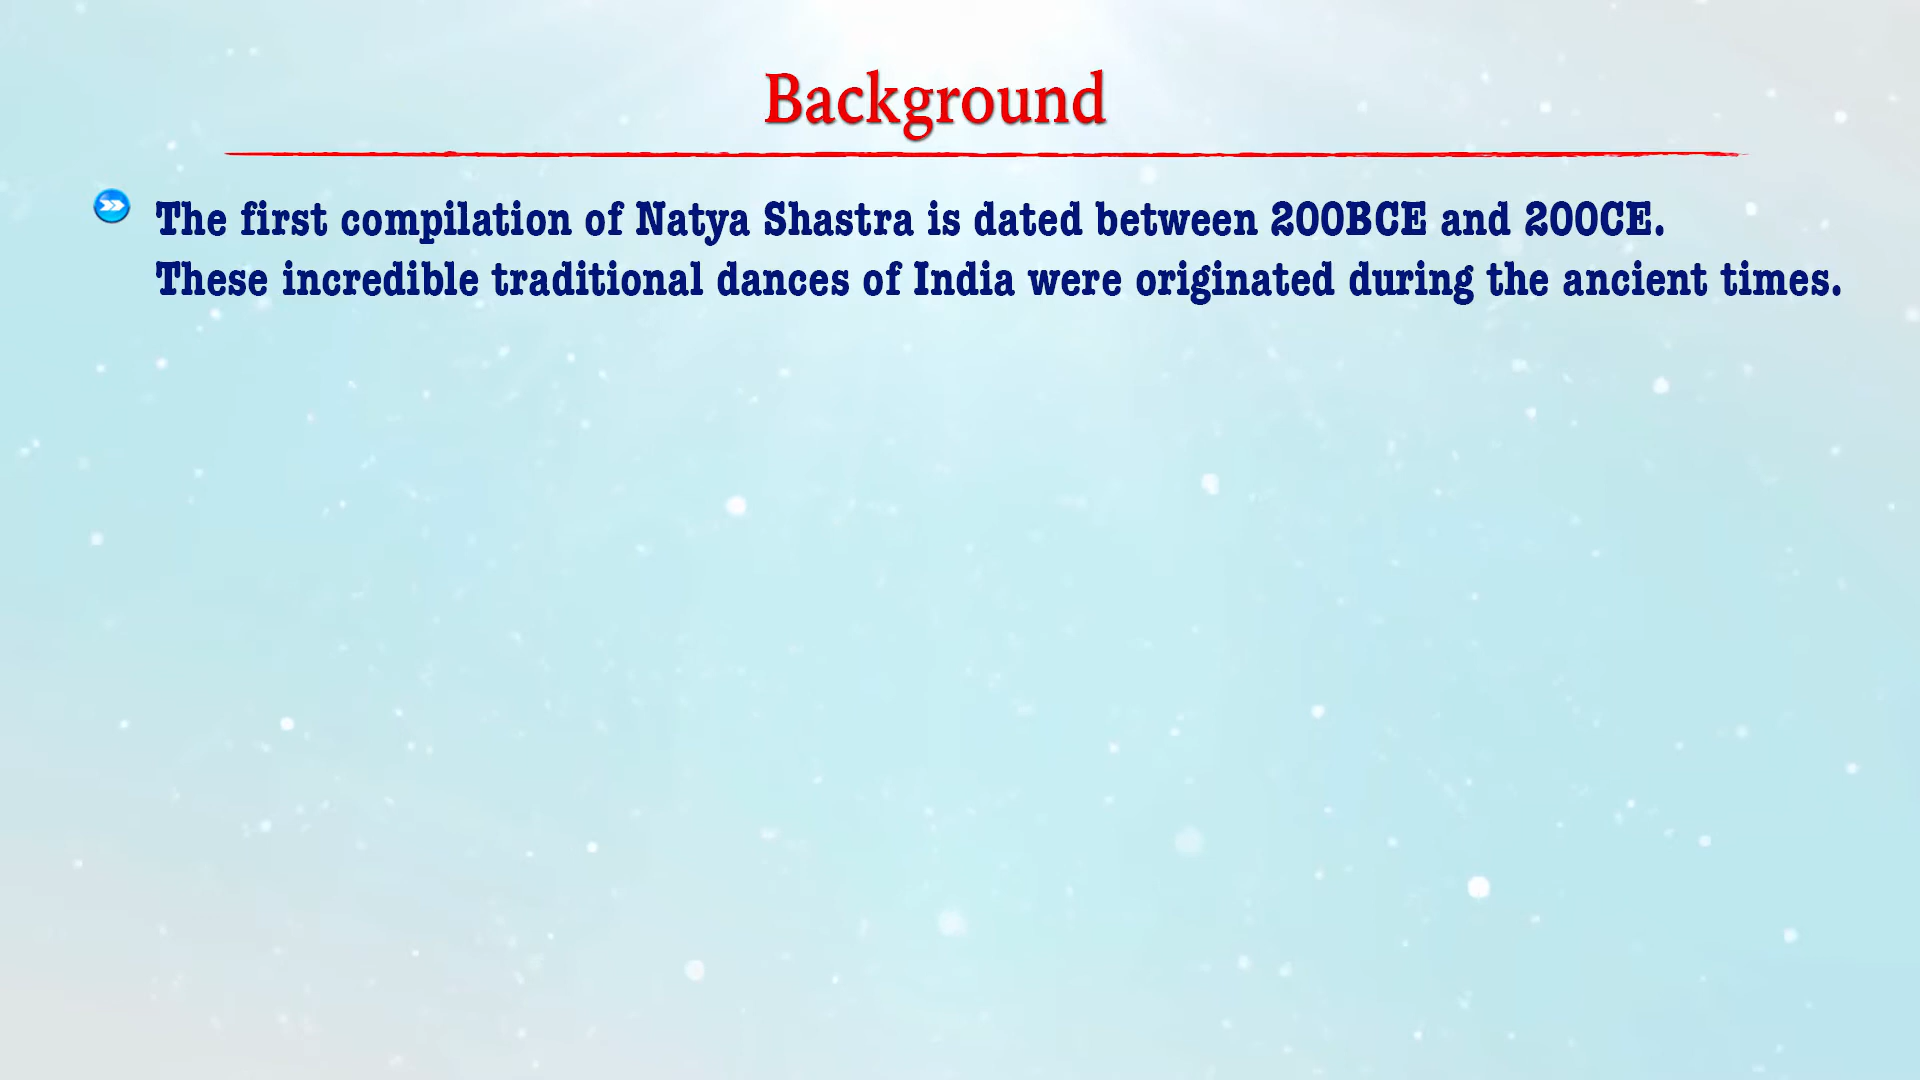 Background
The first compilation of Natya Shastra is dated between 200BCE and 200CE.
These incredible traditional dances of India were originated during the ancient times.